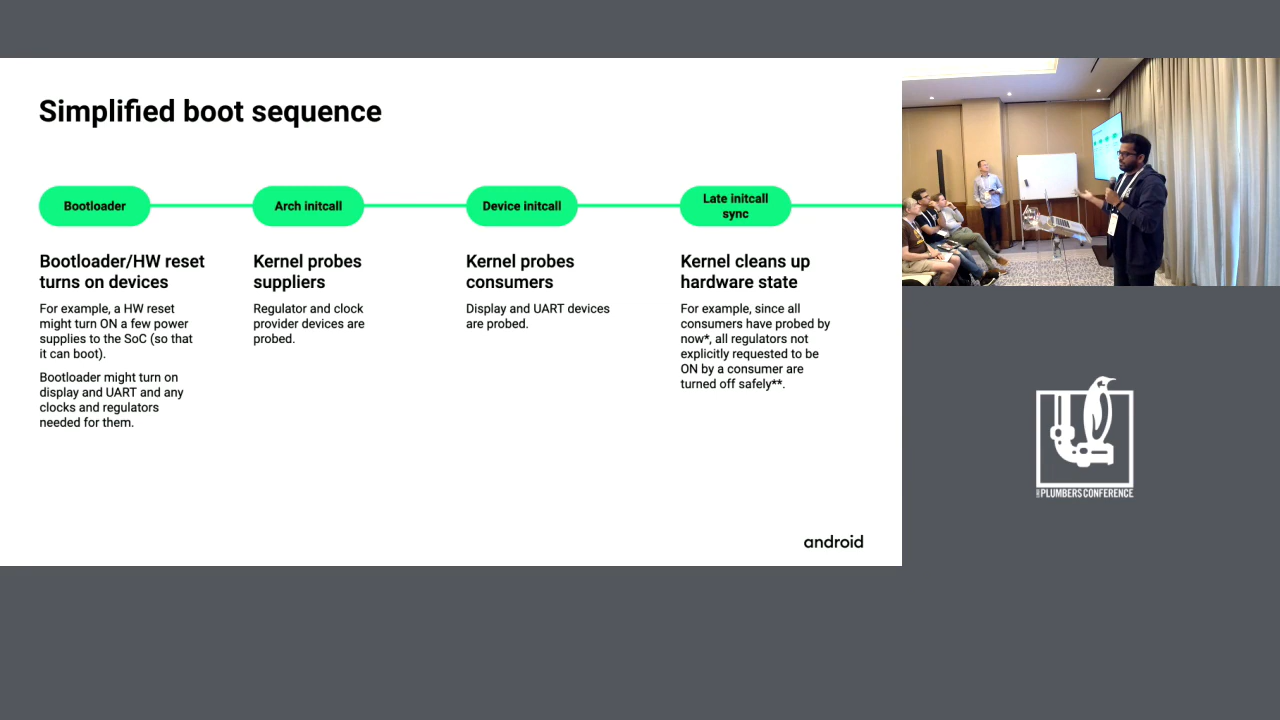 Simplified boot sequence
Bootloader
Arch initcall
Device initcall
Late initcall
sync
Bootloader/HW reset
turns on devices
For example, a HW reset
might turn ON a few power
supplies to the SoC (so that
it can boot).
Bootloader might turn on
display and UART and any
clocks and regulators
needed for them.
Kernel probes
suppliers
Regulator and clock
provider devices are
probed.
Kernel probes
consumers
Display and UART devices
are probed.
Kernel cleans up
hardware state
For example, since all
consumers have probed by
now*, all regulators not
explicitly requested to be
ON by a consumer are
turned off safely**.
android
PLUMBERS CONFERENCE